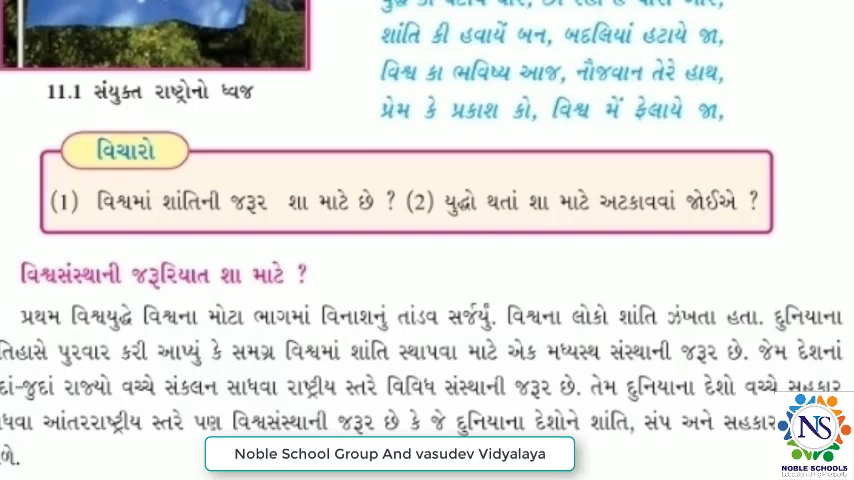 શાંતિ કી હવાયેં બન, બદલિયાં હટાયે જા,
વિશ્વ કા ભવિષ્ય આજ, નૌજવાન તેરે હાથ,
પ્રેમ કે પ્રકાશ કો, વિશ્વ મેં ફેલાયે જા,
11.1 સંયુક્ત રાષ્ટ્રોનો ધ્વજ
વિચારો
(1) વિશ્વમાં શાંતિની જરૂર શા માટે છે ? (2) યુદ્ધો થતાં શા માટે અટકાવવાં જોઈએ ?
વિશ્વસંસ્થાની જરૂરિયાત શા માટે ?
પ્રથમ વિશ્વયુદ્ધે વિશ્વના મોટા ભાગમાં વિનાશનું તાંડવ સર્જર્યું. વિશ્વના લોકો શાંતિ ઝંખતા હતા. દુનિયાના
તિહાસે પુરવાર કરી આપ્યું કે સમગ્ર વિશ્વમાં શાંતિ સ્થાપવા માટે એક મધ્યસ્થ સંસ્થાની જરૂર છે. જેમ દેશનાં
દાં-જુદાં રાજ્યો વચ્ચે સંકલન સાધવા રાષ્ટ્રીય સ્તરે વિવિધ સંસ્થાની જરૂર છે. તેમ દુનિયાના દેશો વચ્ચે સહકાર
ધવા આંતરરાષ્ટ્રીય સ્તરે પણ વિશ્વસંસ્થાની જરૂર છે કે જે દુનિયાના દેશોને શાંતિ, સંપ અને સહકાર
ળે.
Noble School Group And vasudev Vidyalaya
NS
NOBLE SCHOOLS